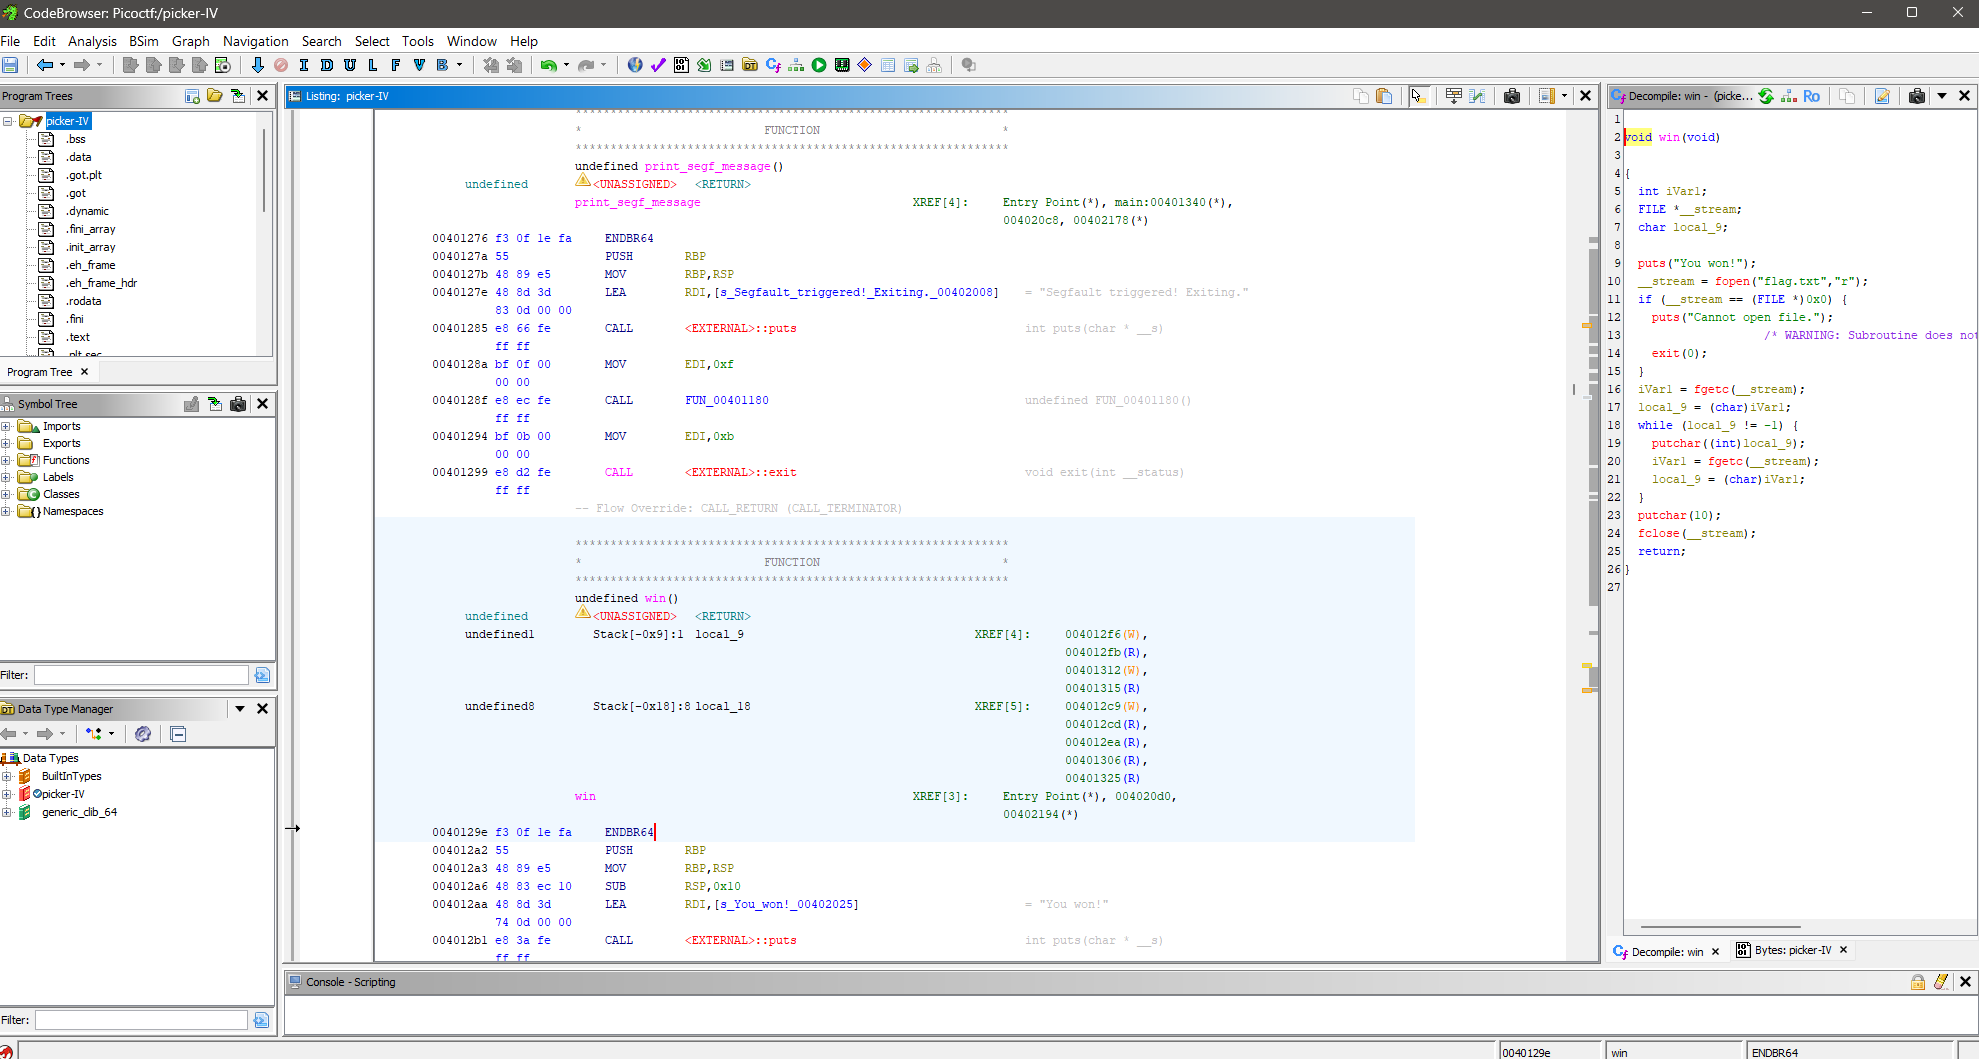 CodeBrowser: Picoctf:/picker-IV
File Edit Analysis BSim Graph Navigation Search Select Tools Window Help
I D U L F V B
Program Trees
picker-IV
.bss
.data
.got.plt
.got
.dynamic
.fini_array
.init_array
.eh_frame
.eh_frame_hdr
.rodata
.fini
.text
.plt.sec
Program Tree
Symbol Tree
Imports
Exports
Functions
Labels
Classes
Namespaces
Filter:
Data Type Manager
Data Types
BuiltInTypes
picker-IV
generic_clib_64
Filter:
Listing: picker-IV
*************************************************************
* FUNCTION *
*************************************************************
undefined print_segf_message()
undefined <UNASSIGNED> <RETURN>
print_segf_message XREF[4]: Entry Point(*), main:00401340(*),
004020c8, 00402178(*)
00401276 f3 0f 1e fa ENDBR64
0040127a 55 PUSH RBP
0040127b 48 89 e5 MOV RBP,RSP
0040127e 48 8d 3d LEA RDI,[s_Segfault_triggered!_Exiting._00402008] = "Segfault triggered! Exiting."
83 0d 00 00
00401285 e8 66 fe CALL <EXTERNAL>::puts int puts(char * __s)
ff ff
0040128a bf 0f 00 MOV EDI,0xf
00 00
0040128f e8 ec fe CALL FUN_00401180 undefined FUN_00401180()
ff ff
00401294 bf 0b 00 MOV EDI,0xb
00 00
00401299 e8 d2 fe CALL <EXTERNAL>::exit void exit(int __status)
ff ff
-- Flow Override: CALL_RETURN (CALL_TERMINATOR)
*************************************************************
* FUNCTION *
*************************************************************
undefined win()
undefined <UNASSIGNED> <RETURN>
undefined1 Stack[-0x9]:1 local_9 XREF[4]: 004012f6(W),
004012fb(R),
00401312(W),
00401315(R)
undefined8 Stack[-0x18]:8 local_18 XREF[5]: 004012c9(W),
004012cd(R),
004012ea(R),
00401306(R),
00401325(R)
win XREF[3]: Entry Point(*), 004020d0,
00402194(*)
0040129e f3 0f 1e fa ENDBR64
004012a2 55 PUSH RBP
004012a3 48 89 e5 MOV RBP,RSP
004012a6 48 83 ec 10 SUB RSP,0x10
004012aa 48 8d 3d LEA RDI,[s_You_won!_00402025] = "You won!"
74 0d 00 00
004012b1 e8 3a fe CALL <EXTERNAL>::puts int puts(char * __s)
ff ff
Decompile: win - (picke... Ro
1
2 void win(void)
3
4 {
5 int iVar1;
6 FILE *__stream;
7 char local_9;
8
9 puts("You won!");
10 __stream = fopen("flag.txt","r");
11 if (__stream == (FILE *)0x0) {
12 puts("Cannot open file.");
13 /* WARNING: Subroutine does not
14 exit(0);
15 }
16 iVar1 = fgetc(__stream);
17 local_9 = (char)iVar1;
18 while (local_9 != -1) {
19 putchar((int)local_9);
20 iVar1 = fgetc(__stream);
21 local_9 = (char)iVar1;
22 }
23 putchar(10);
24 fclose(__stream);
25 return;
26 }
27
Decompile: win Bytes: picker-IV
Console - Scripting
0040129e win ENDBR64